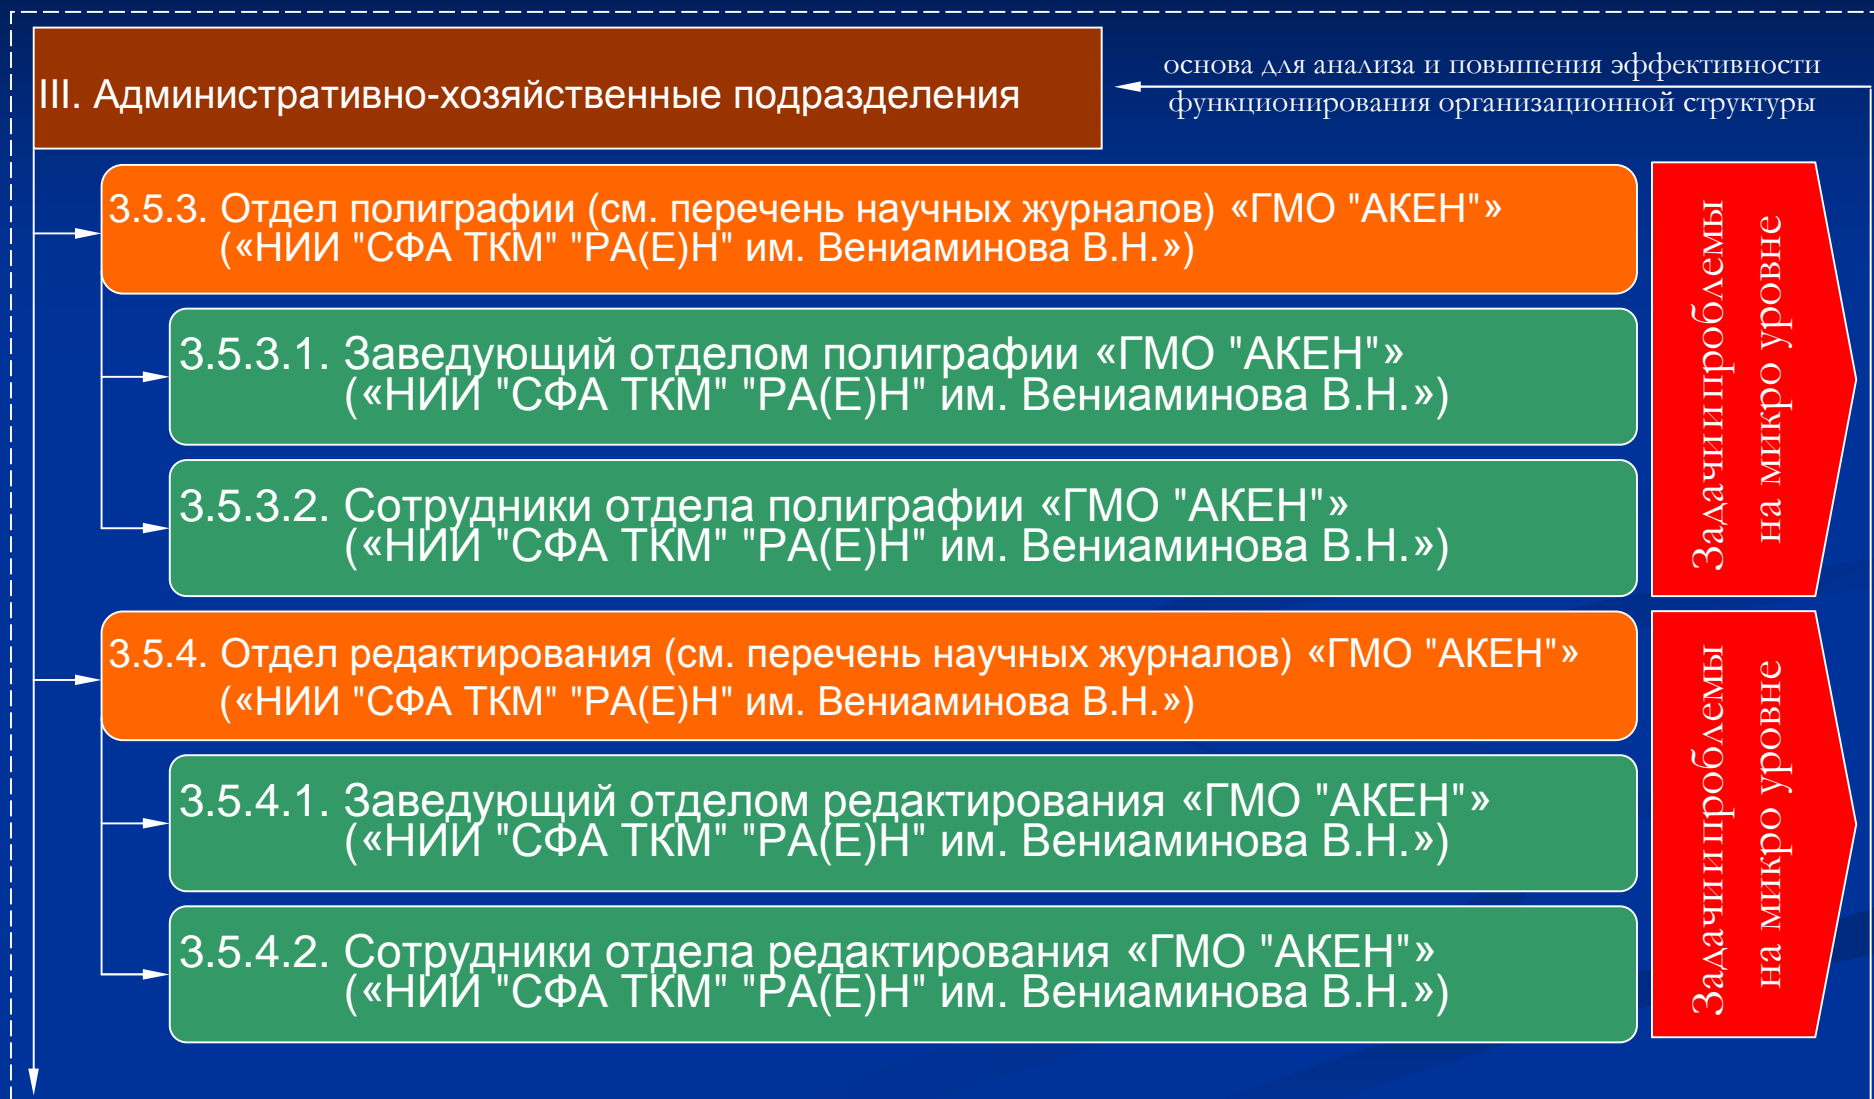 III. Административно-хозяйственные подразделения
основа для анализа и повышения эффективности
функционирования организационной структуры
3.5.3. Отдел полиграфии (см. перечень научных журналов) «ГМО "АКЕН"»
(«НИИ "СФА ТКМ" "РА(Е)Н" им. Вениаминова В.Н.»)
3.5.3.1. Заведующий отделом полиграфии «ГМО "АКЕН"»
(«НИИ "СФА ТКМ" "РА(Е)Н" им. Вениаминова В.Н.»)
3.5.3.2. Сотрудники отдела полиграфии «ГМО "АКЕН"»
(«НИИ "СФА ТКМ" "РА(Е)Н" им. Вениаминова В.Н.»)
Задачи и проблемы
на микро уровне
3.5.4. Отдел редактирования (см. перечень научных журналов) «ГМО "АКЕН"»
(«НИИ "СФА ТКМ" "РА(Е)Н" им. Вениаминова В.Н.»)
3.5.4.1. Заведующий отделом редактирования «ГМО "АКЕН"»
(«НИИ "СФА ТКМ" "РА(Е)Н" им. Вениаминова В.Н.»)
3.5.4.2. Сотрудники отдела редактирования «ГМО "АКЕН"»
(«НИИ "СФА ТКМ" "РА(Е)Н" им. Вениаминова В.Н.»)
Задачи и проблемы
на микро уровне